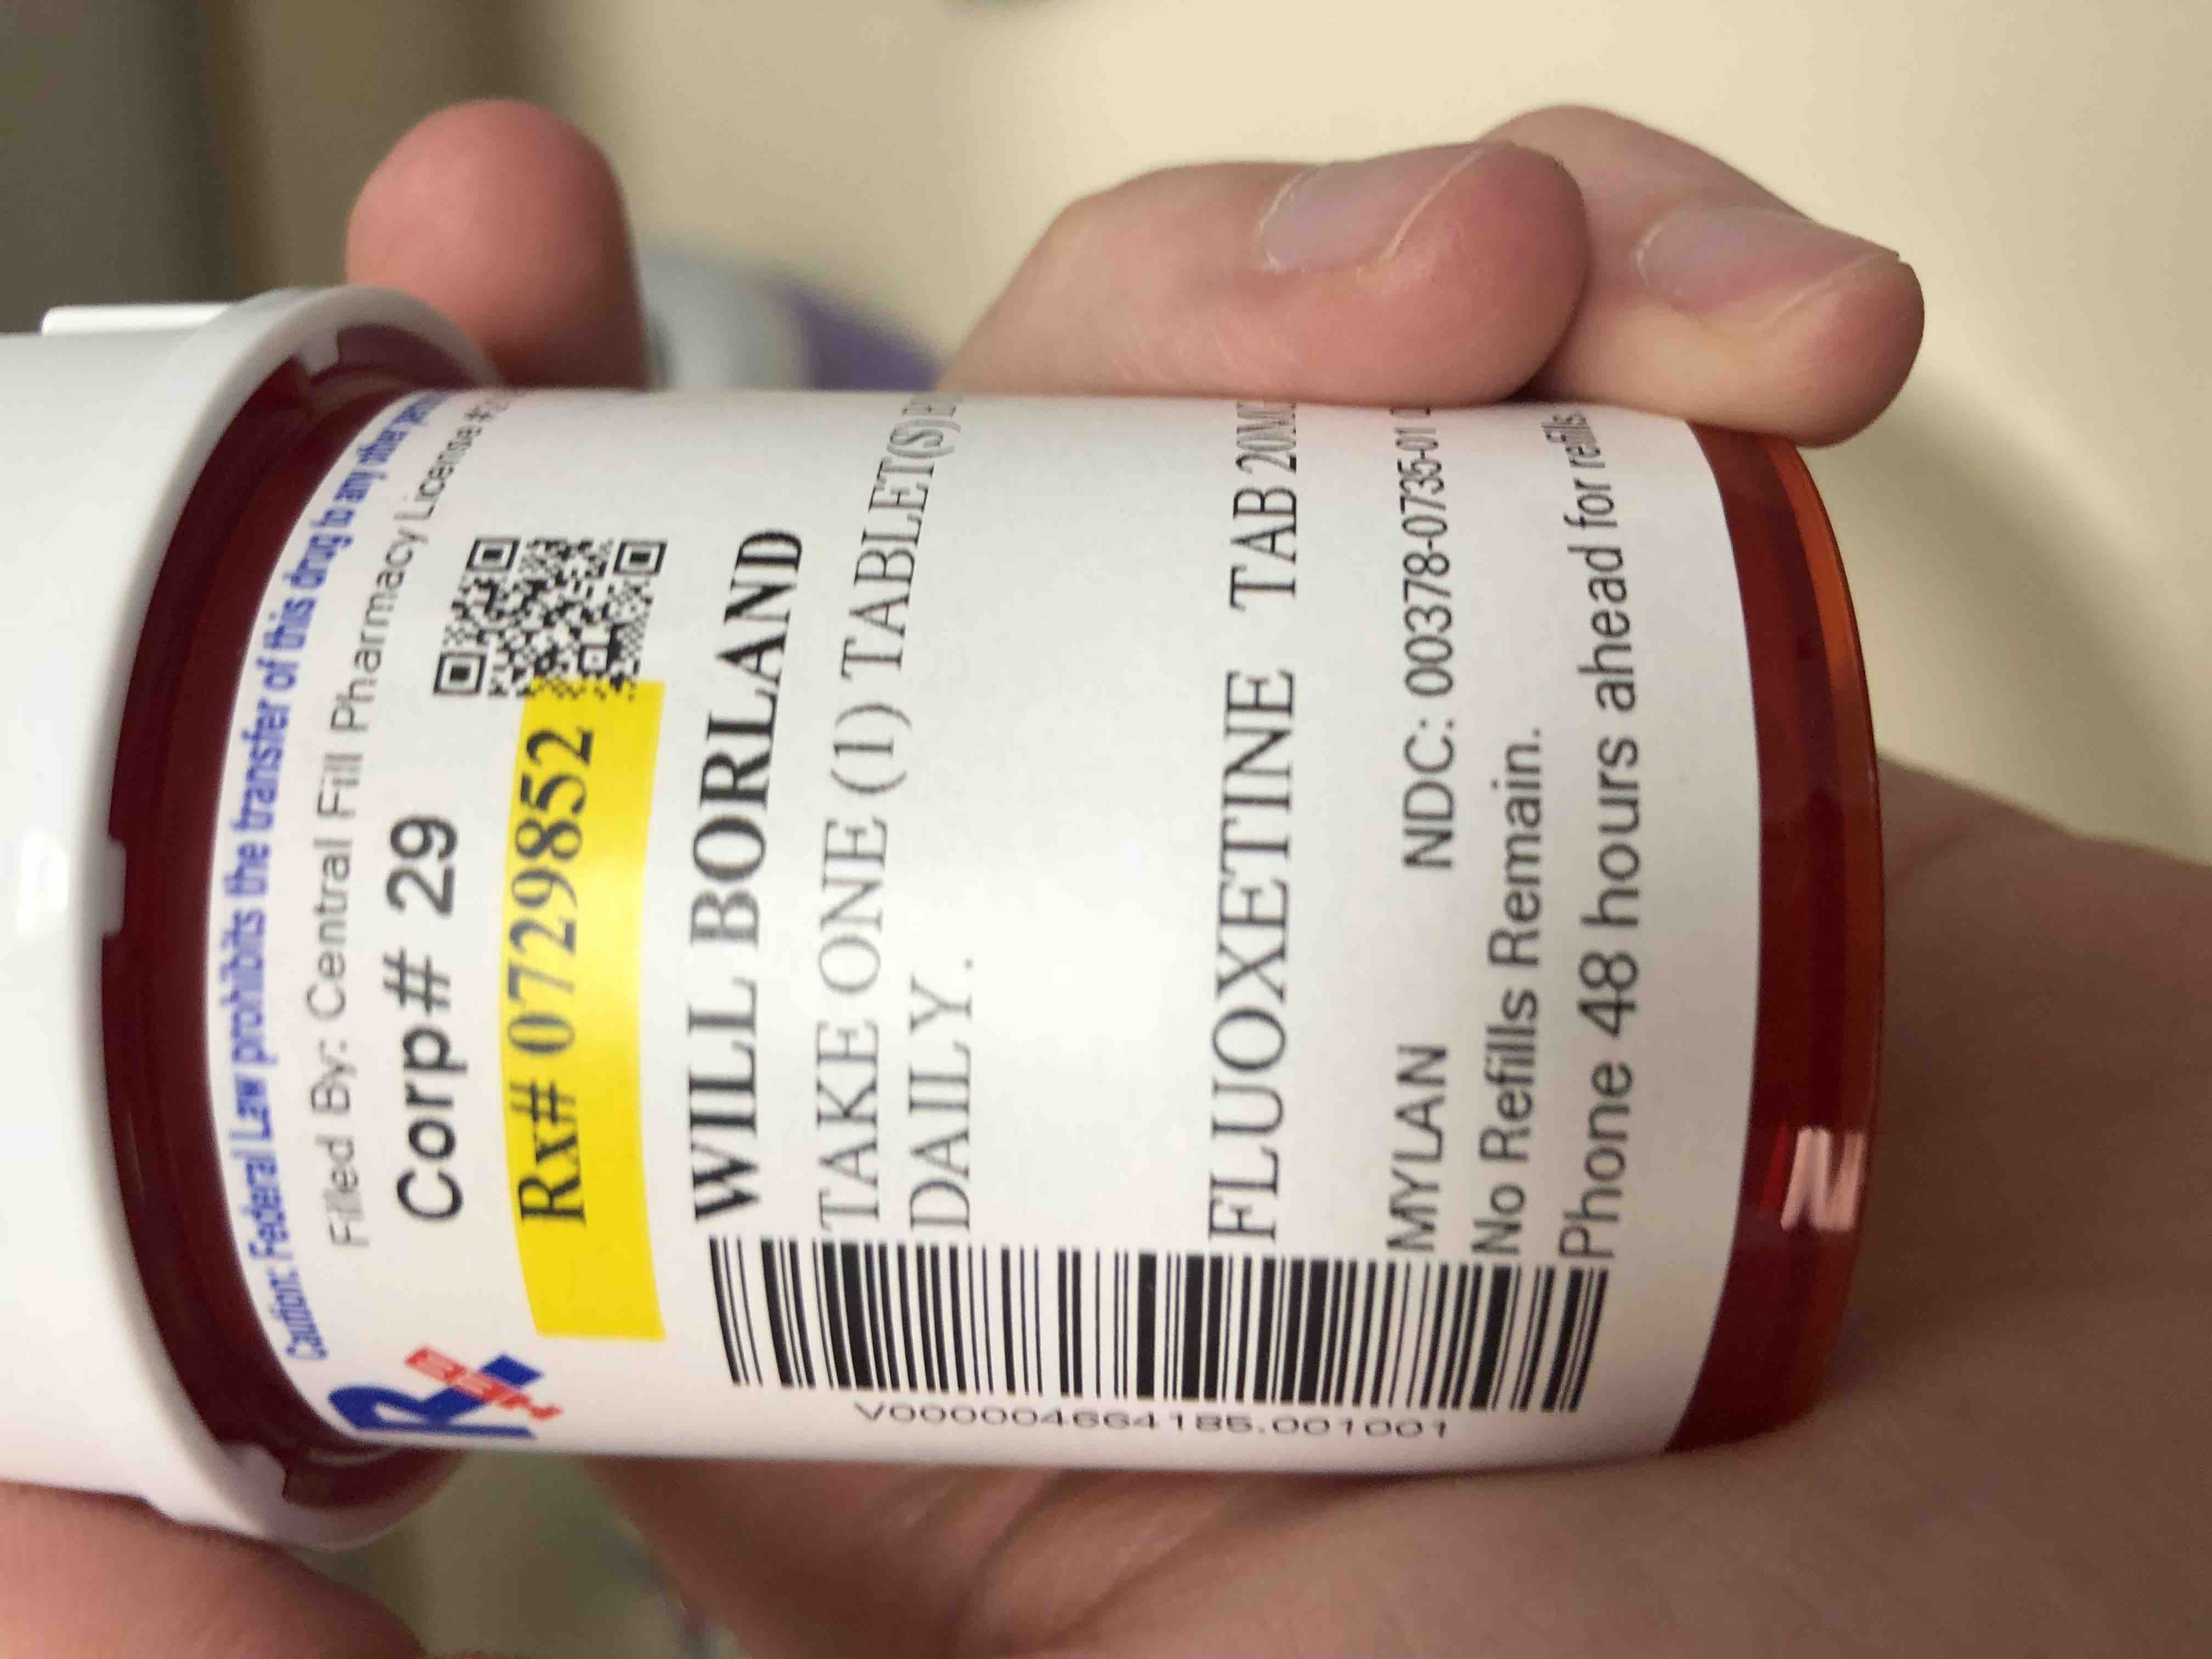 Caution: Federal Law prohibits the transfer of this drug to any other
Filled By: Central Fill Pharmacy License
Corp# 29
Rx# 0729852
WILL BORLAND
TAKE ONE (1) TABLET(S)
DAILY.
FLUOXETINE TAB 20MG
MYLAN NDC: 00378-0735-01
No Refills Remain.
Phone 48 hours ahead for refills.